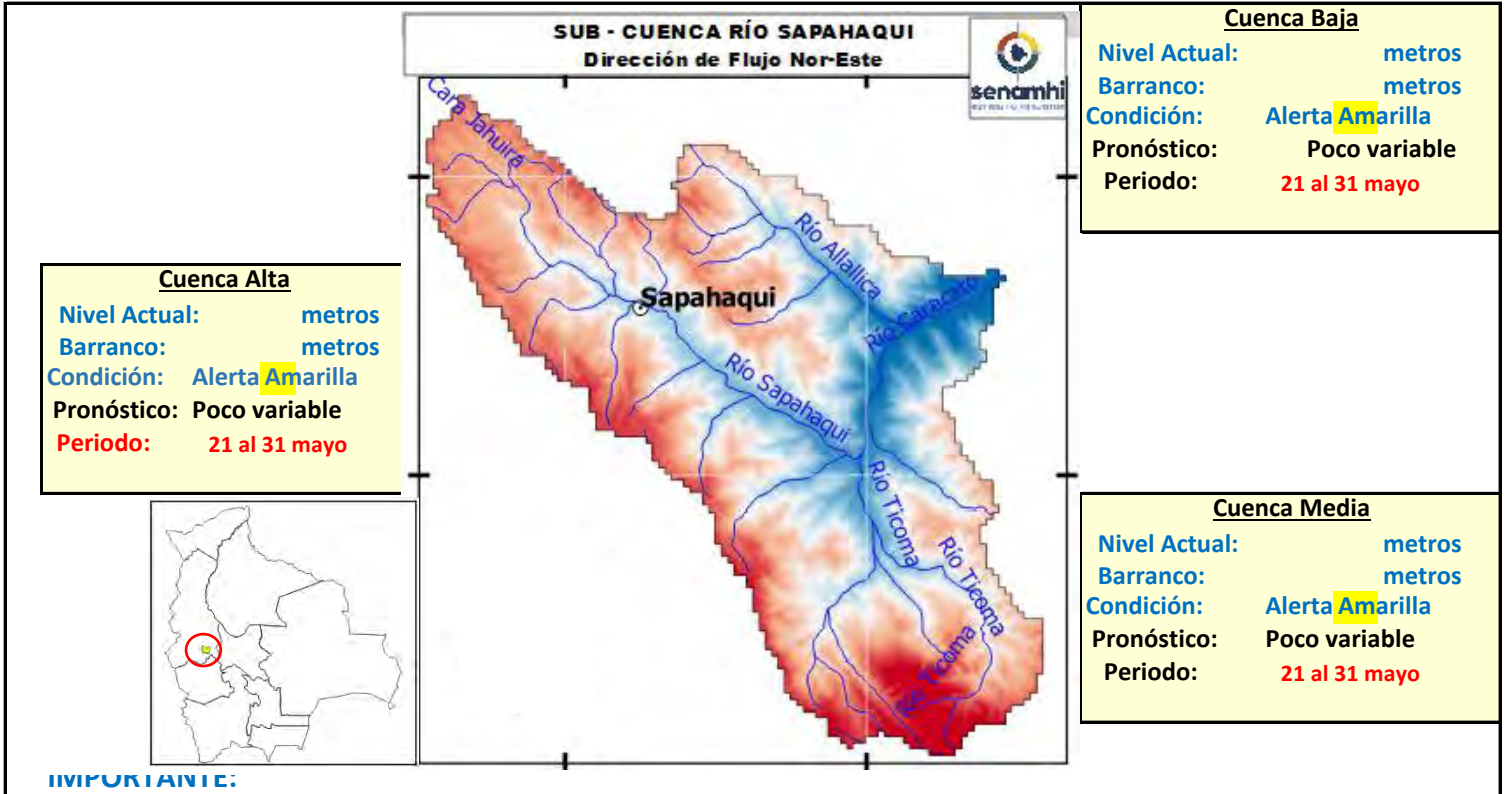 SUB - CUENCA RÍO SAPAHAQUI
Dirección de Flujo Nor-Este
senamhi
Cuenca Baja
Nivel Actual: metros
Barranco: metros
Condición: Alerta Amarilla
Pronóstico: Poco variable
Periodo: 21 al 31 mayo
Cuenca Alta
Nivel Actual: metros
Barranco: metros
Condición: Alerta Amarilla
Pronóstico: Poco variable
Periodo: 21 al 31 mayo
Cara Jahuira
Río Allallica
Río Caracato
Sapahaqui
Río Sapahaqui
Río Ticoma
Río Ticoma
Río Ticoma
Cuenca Media
Nivel Actual: metros
Barranco: metros
Condición: Alerta Amarilla
Pronóstico: Poco variable
Periodo: 21 al 31 mayo
IMPORTANTE: